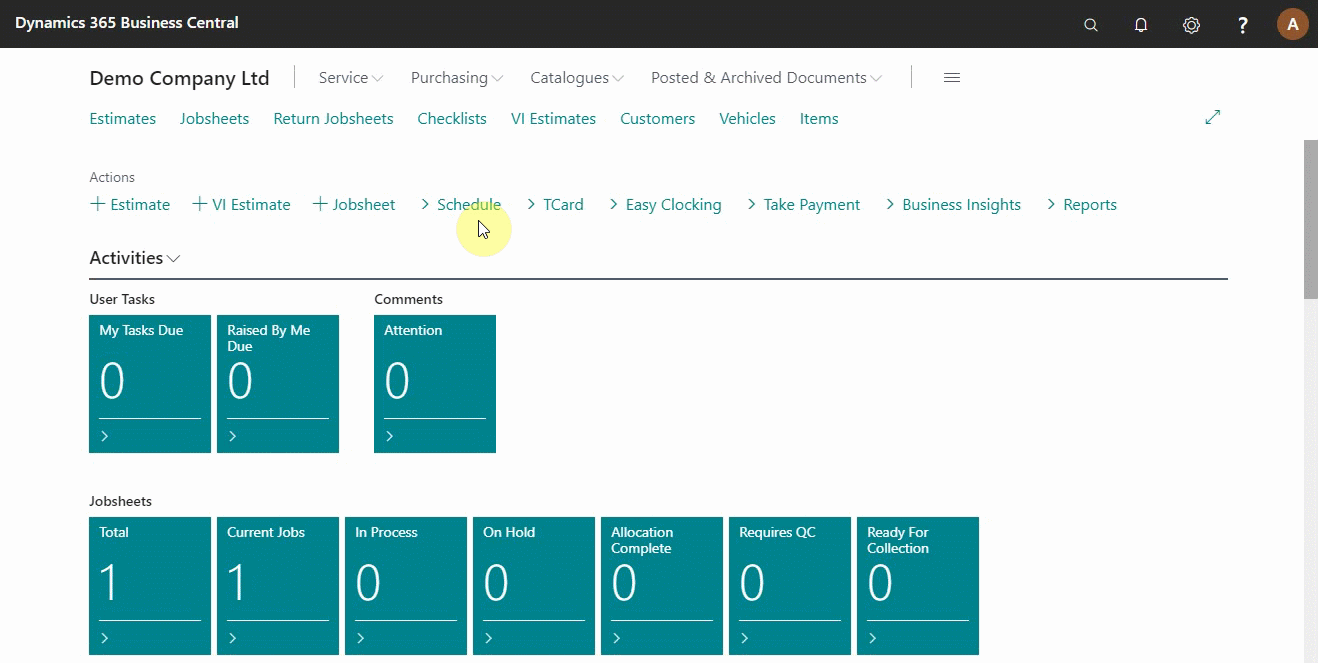 Dynamics 365 Business Central
? A
Demo Company Ltd Service Purchasing Catalogues Posted & Archived Documents
Estimates Jobsheets Return Jobsheets Checklists VI Estimates Customers Vehicles Items
Actions
+ Estimate + VI Estimate + Jobsheet > Schedule > TCard > Easy Clocking > Take Payment > Business Insights > Reports
Activities
User Tasks Comments
My Tasks Due Raised By Me Due Attention
0 0 0
Jobsheets
Total Current Jobs In Process On Hold Allocation Complete Requires QC Ready For Collection
1 1 0 0 0 0 0